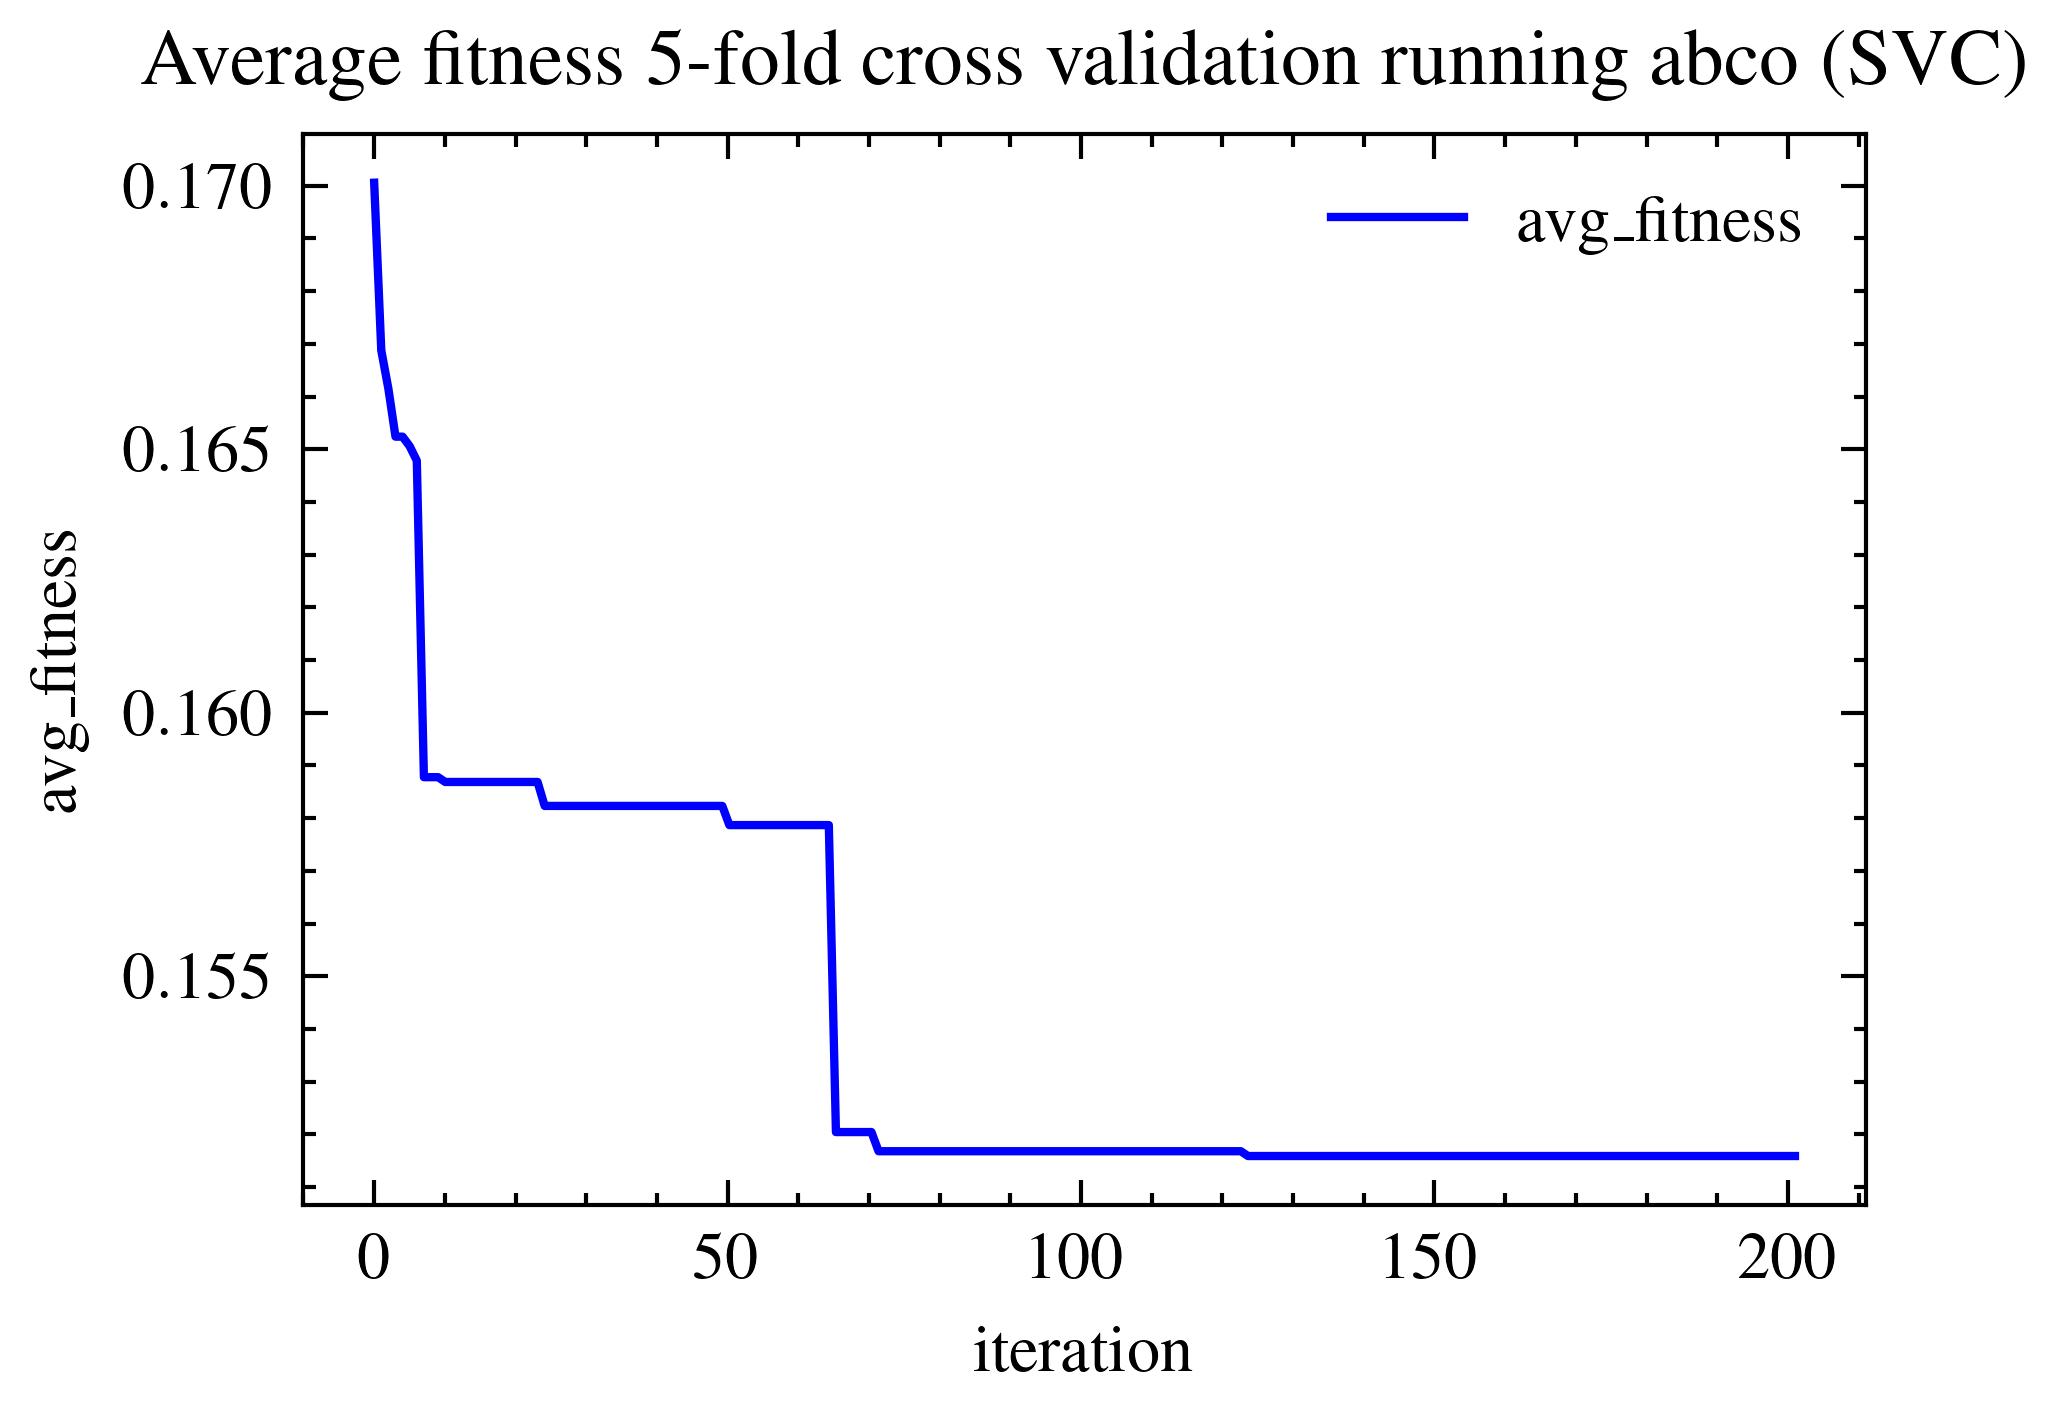 Average fitness 5-fold cross validation running abco (SVC)
avg_fitness
0.170
0.165
0.160
0.155
avg_fitness
0 50 100 150 200
iteration